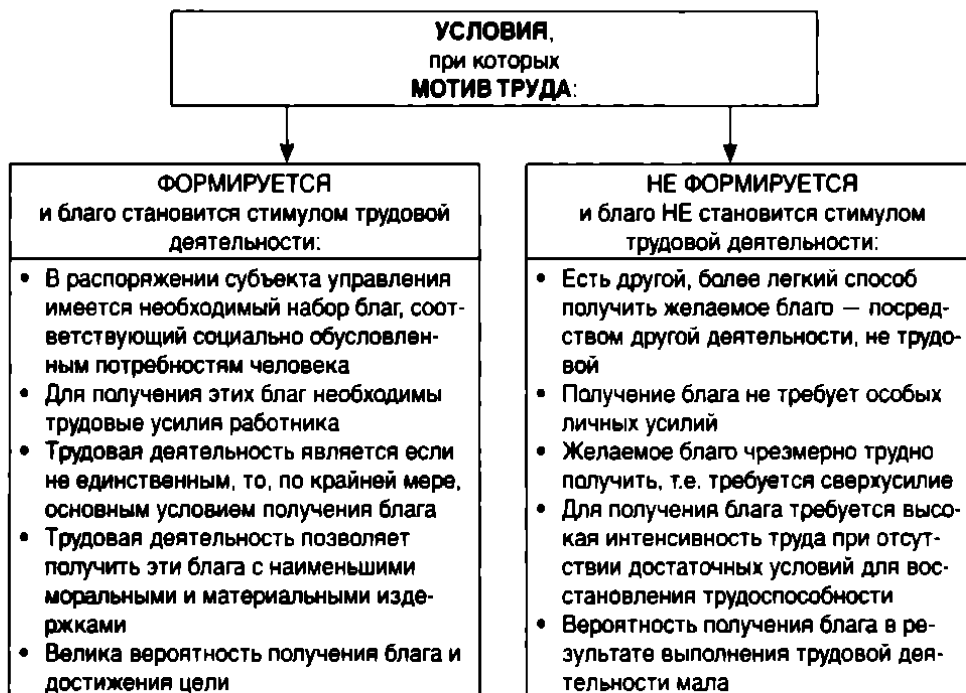 УСЛОВИЯ,
при которых
МОТИВ ТРУДА:
ФОРМИРУЕТСЯ
и благо становится стимулом трудовой
деятельности:
• В распоряжении субъекта управления
имеется необходимый набор благ, соот-
ветствующий социально обусловлен-
ным потребностям человека
• Для получения этих благ необходимы
трудовые усилия работника
• Трудовая деятельность является если
не единственным, то, по крайней мере,
основным условием получения блага
• Трудовая деятельность позволяет
получить эти блага с наименьшими
моральными и материальными изде-
ржками
• Велика вероятность получения блага и
достижения цели
НЕ ФОРМИРУЕТСЯ
и благо НЕ становится стимулом
трудовой деятельности:
• Есть другой, более легкий способ
получить желаемое благо — посред-
ством другой деятельности, не трудо-
вой
• Получение блага не требует особых
личных усилий
• Желаемое благо чрезмерно трудно
получить, т.е. требуется сверхусилие
• Для получения блага требуется высо-
кая интенсивность труда при отсут-
ствии достаточных условий для вос-
становления трудоспособности
• Вероятность получения блага в ре-
зультате выполнения трудовой дея-
тельности мала